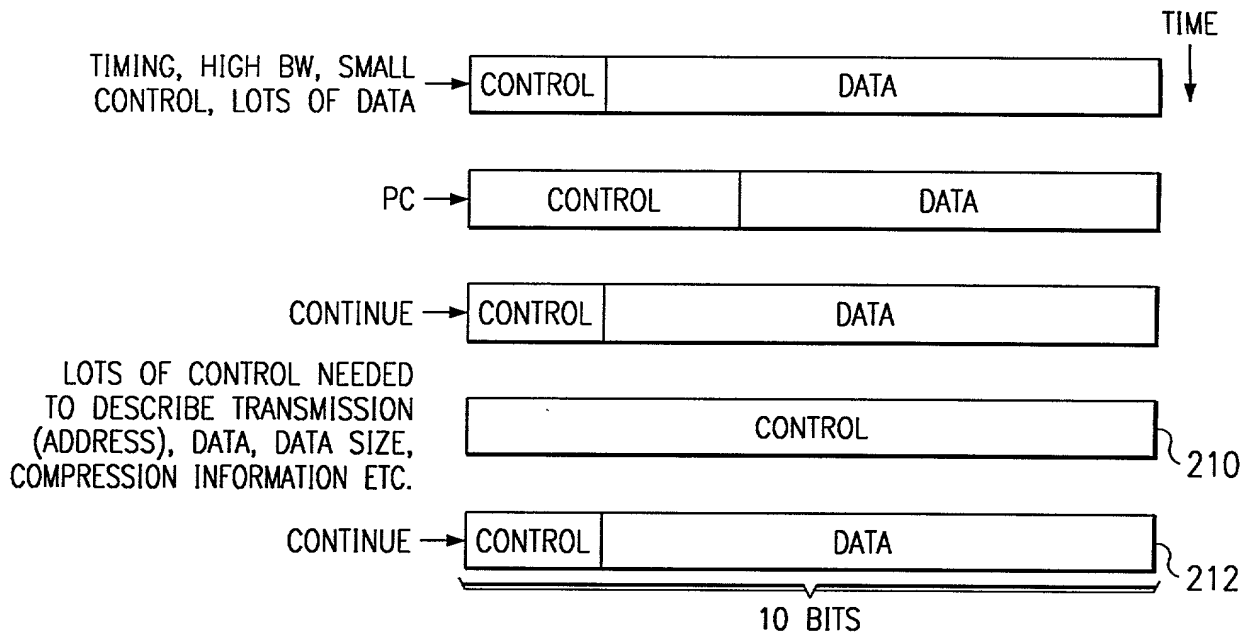 TIME
TIMING, HIGH BW, SMALL
CONTROL, LOTS OF DATA
CONTROL
DATA
PC
CONTROL
DATA
CONTINUE
CONTROL
DATA
LOTS OF CONTROL NEEDED
TO DESCRIBE TRANSMISSION
(ADDRESS), DATA, DATA SIZE,
COMPRESSION INFORMATION ETC.
CONTROL
210
CONTINUE
CONTROL
DATA
212
10 BITS